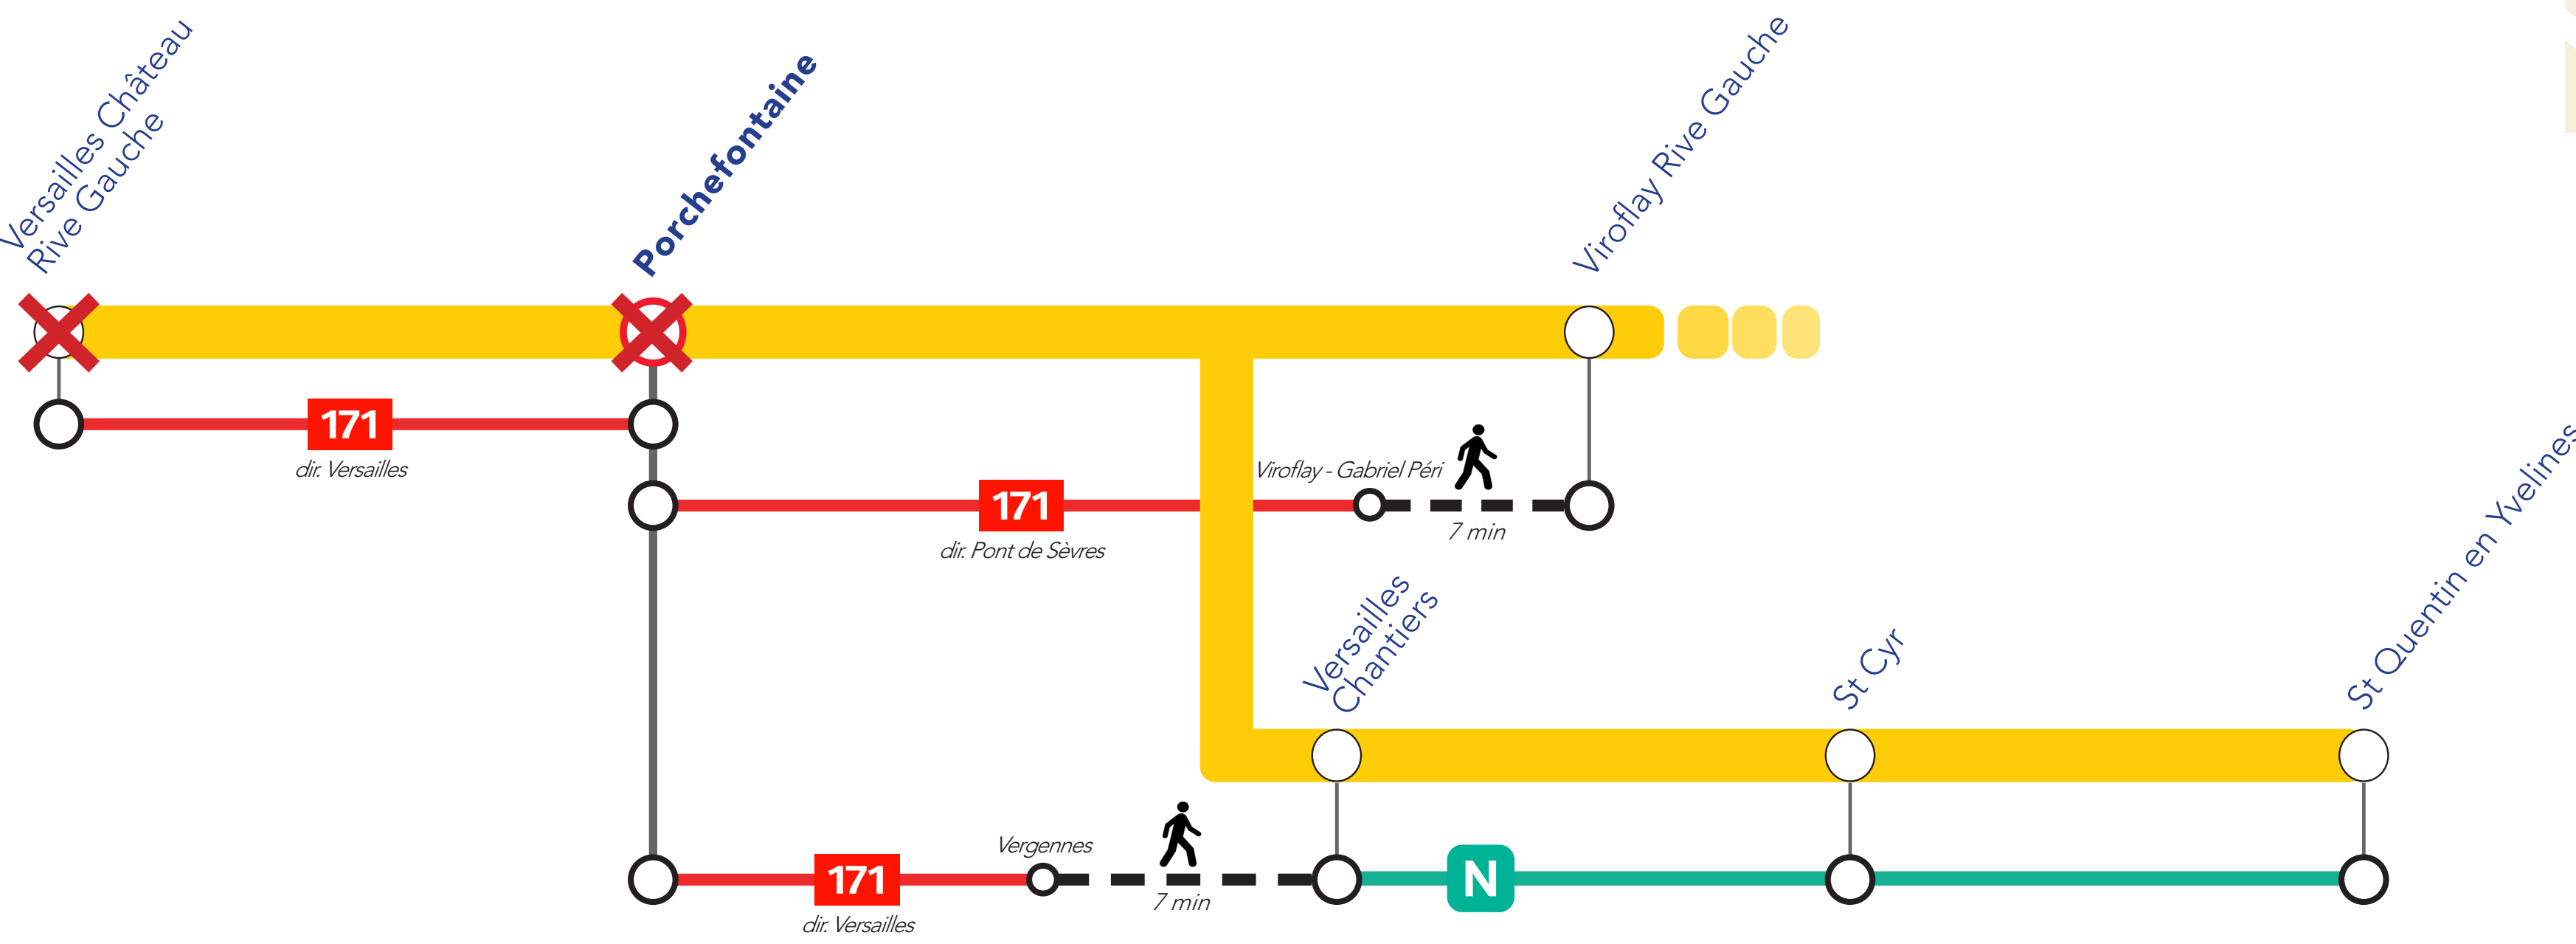 Versailles Château
Rive Gauche
Porchefontaine
Viroflay Rive Gauche
171
dir. Versailles
Viroflay - Gabriel Péri
171
7 min
dir. Pont de Sèvres
Versailles
Chantiers
St Cyr
St Quentin en Yvelines
Vergennes
171
N
7 min
dir. Versailles